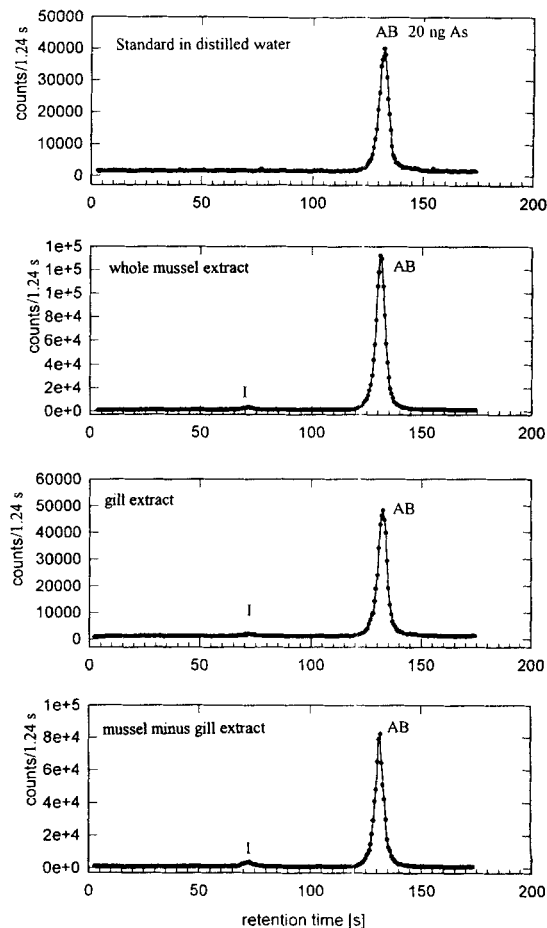 50000
40000
30000
20000
10000
0
counts/1.24 s
Standard in distilled water
AB 20 ng As
0 50 100 150 200
1e+5
1e+5
8e+4
6e+4
4e+4
2e+4
0e+0
counts/1.24 s
whole mussel extract
AB
I
0 50 100 150 200
60000
50000
40000
30000
20000
10000
0
counts/1.24 s
gill extract
AB
I
0 50 100 150 200
1e+5
8e+4
6e+4
4e+4
2e+4
0e+0
counts/1.24 s
mussel minus gill extract
AB
I
0 50 100 150 200
retention time [s]